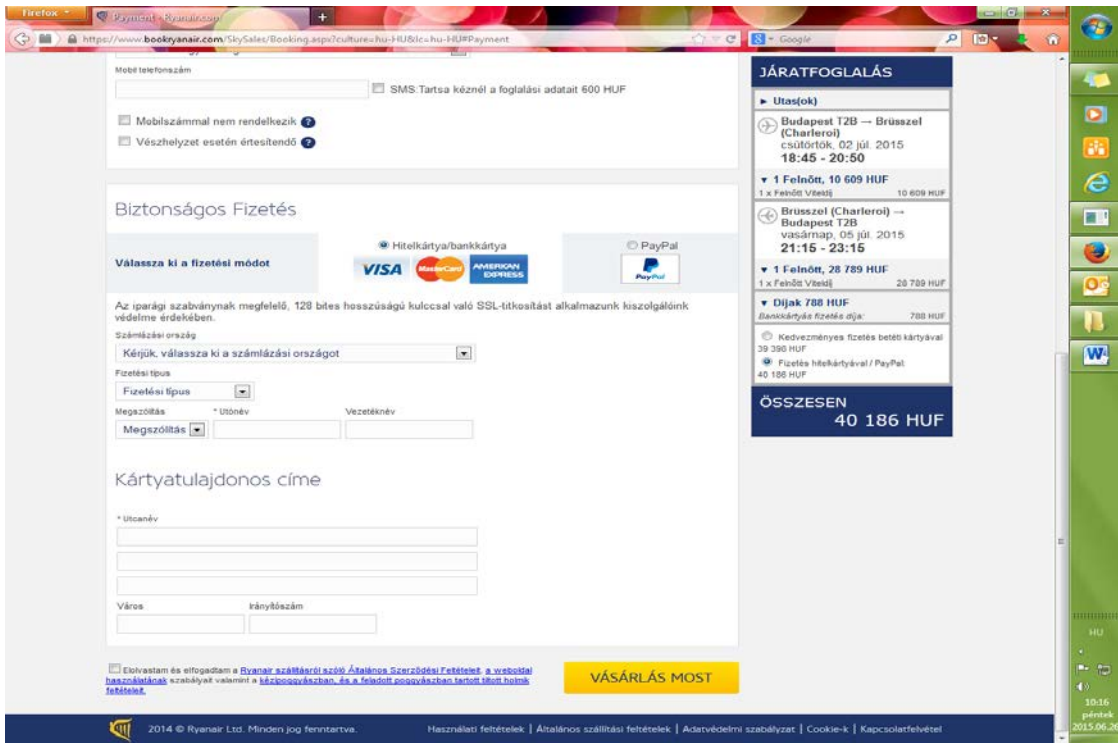 Firefox
Payment - Ryanair.com
https://www.bookryanair.com/SkySales/Booking.aspx?culture=hu-HU&lc=hu-HU#Payment
Google
Mobil telefonszám
SMS:Tartsa kéznél a foglalási adatait 600 HUF
Mobilszámmal nem rendelkezik
Vészhelyzet esetén értesítendő
Biztonságos Fizetés
Válassza ki a fizetési módot
Hitelkártya/bankkártya
VISA MasterCard AMERICAN EXPRESS
PayPal
PayPal
Az iparági szabványnak megfelelő, 128 bites hosszúságú kulccsal való SSL-titkosítást alkalmazunk kiszolgálóink
védelme érdekében.
Számlázási ország
Kérjük, válassza ki a számlázási országot
Fizetési típus
Fizetési típus
Megszólítás * Utónév Vezetéknév
Megszólítás
Kártyatulajdonos címe
* Utcanév
Város Irányítószám
Elolvastam és elfogadtam a Ryanair szállításról szóló Általános Szerződési Feltételeit, a weboldal
használatának szabályait valamint a kézipoggyászban, és a feladott poggyászban tartott tiltott holmik
feltételeit.
VÁSÁRLÁS MOST
JÁRATFOGLALÁS
Utas(ok)
Budapest T2B → Brüsszel
(Charleroi)
csütörtök, 02 júl. 2015
18:45 - 20:50
1 Felnőtt, 10 609 HUF
1 x Felnőtt Viteldíj 10 609 HUF
Brüsszel (Charleroi) →
Budapest T2B
vasárnap, 05 júl. 2015
21:15 - 23:15
1 Felnőtt, 28 789 HUF
1 x Felnőtt Viteldíj 28 789 HUF
Díjak 788 HUF
Bankkártyás fizetés díja: 788 HUF
Kedvezményes fizetés betéti kártyával
39 398 HUF
Fizetés hitelkártyával / PayPal:
40 186 HUF
ÖSSZESEN
40 186 HUF
2014 © Ryanair Ltd. Minden jog fenntartva.
Használati feltételek | Általános szállítási feltételek | Adatvédelmi szabályzat | Cookie-k | Kapcsolatfelvétel
HU
10:16
péntek
2015.06.26